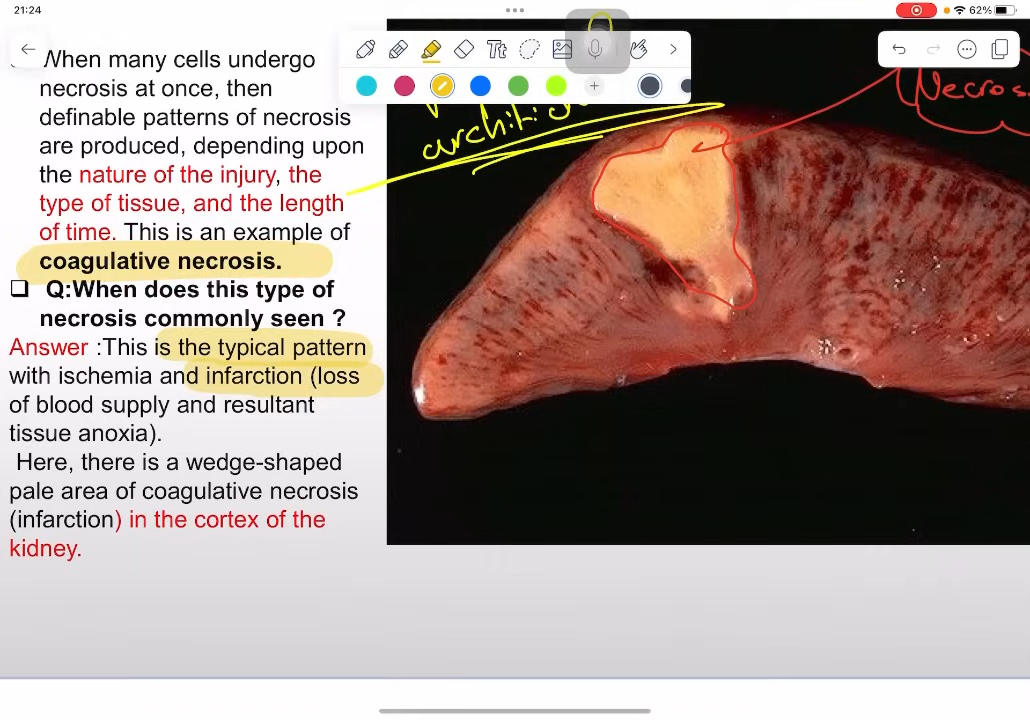 21:24
62%
Tt
When many cells undergo
necrosis at once, then
definable patterns of necrosis
are produced, depending upon
the nature of the injury, the
type of tissue, and the length
of time. This is an example of
coagulative necrosis.
Q:When does this type of
necrosis commonly seen ?
Answer :This is the typical pattern
with ischemia and infarction (loss
of blood supply and resultant
tissue anoxia).
Here, there is a wedge-shaped
pale area of coagulative necrosis
(infarction) in the cortex of the
kidney.